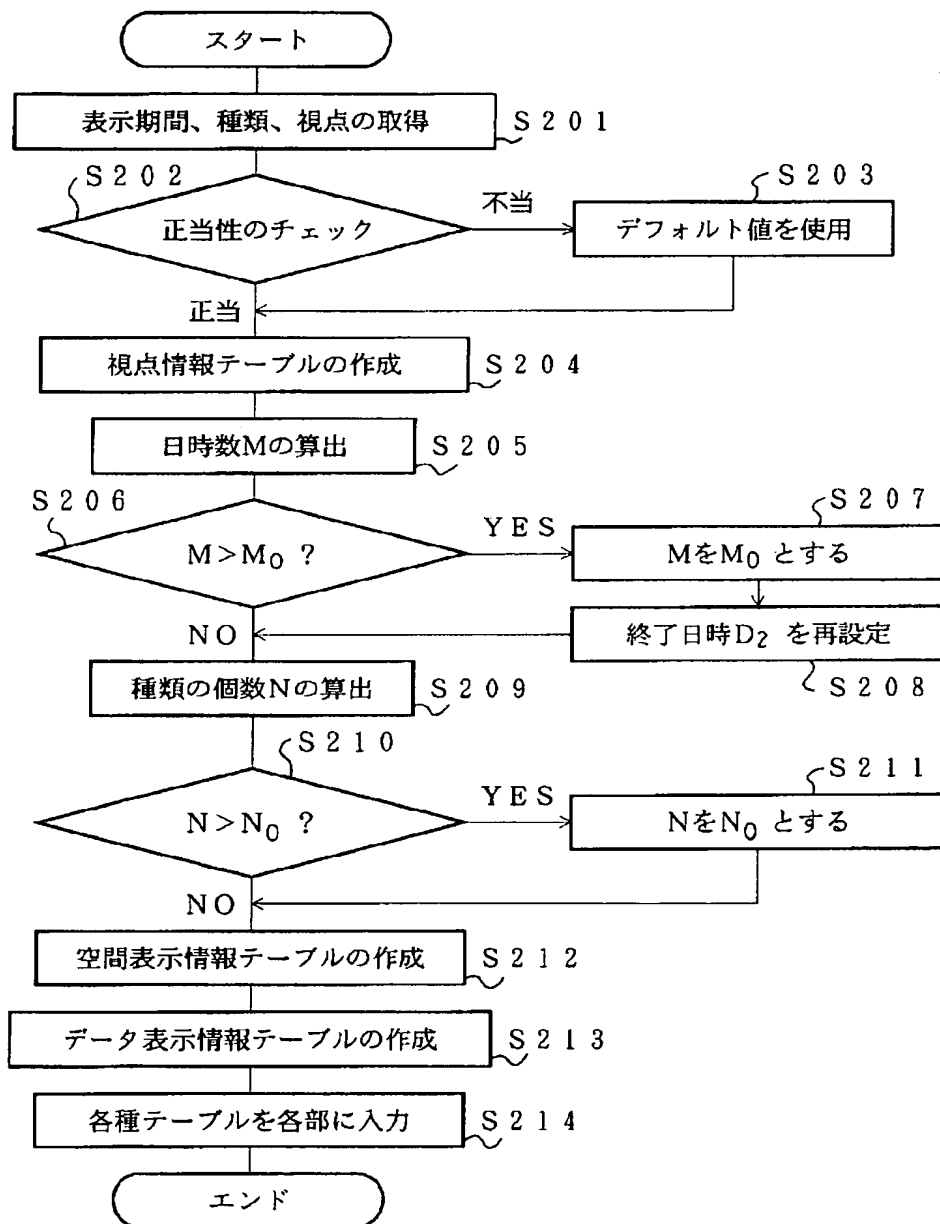 スタート
表示期間、種類、視点の取得
S201
S202
正当性のチェック
不当
S203
デフォルト値を使用
正当
視点情報テーブルの作成
S204
日時数Mの算出
S205
S206
M>M₀ ?
YES
S207
MをM₀ とする
NO
終了日時D₂ を再設定
S208
種類の個数Nの算出
S209
S210
N>N₀ ?
YES
S211
NをN₀ とする
NO
空間表示情報テーブルの作成
S212
データ表示情報テーブルの作成
S213
各種テーブルを各部に入力
S214
エンド